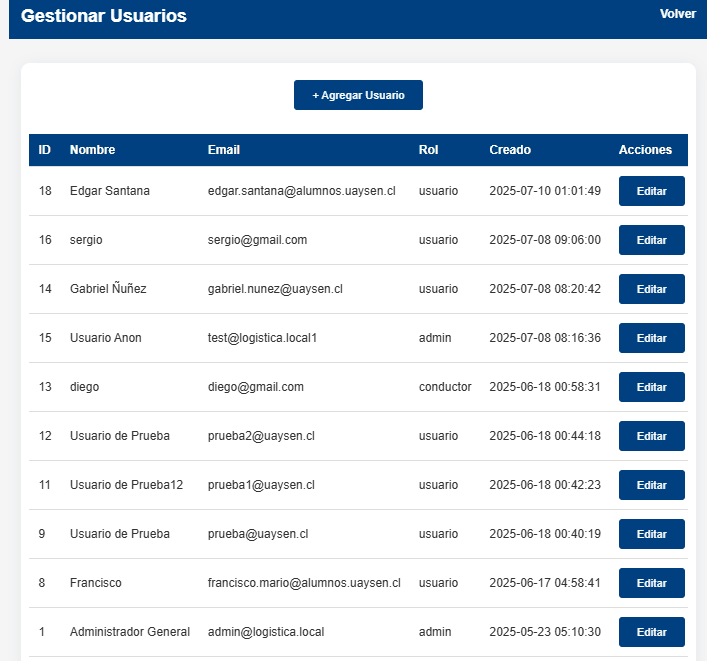 Gestionar Usuarios Volver
+ Agregar Usuario
ID Nombre Email Rol Creado Acciones
18 Edgar Santana edgar.santana@alumnos.uaysen.cl usuario 2025-07-10 01:01:49 Editar
16 sergio sergio@gmail.com usuario 2025-07-08 09:06:00 Editar
14 Gabriel Ñuñez gabriel.nunez@uaysen.cl usuario 2025-07-08 08:20:42 Editar
15 Usuario Anon test@logistica.local1 admin 2025-07-08 08:16:36 Editar
13 diego diego@gmail.com conductor 2025-06-18 00:58:31 Editar
12 Usuario de Prueba prueba2@uaysen.cl usuario 2025-06-18 00:44:18 Editar
11 Usuario de Prueba12 prueba1@uaysen.cl usuario 2025-06-18 00:42:23 Editar
9 Usuario de Prueba prueba@uaysen.cl usuario 2025-06-18 00:40:19 Editar
8 Francisco francisco.mario@alumnos.uaysen.cl usuario 2025-06-17 04:58:41 Editar
1 Administrador General admin@logistica.local admin 2025-05-23 05:10:30 Editar